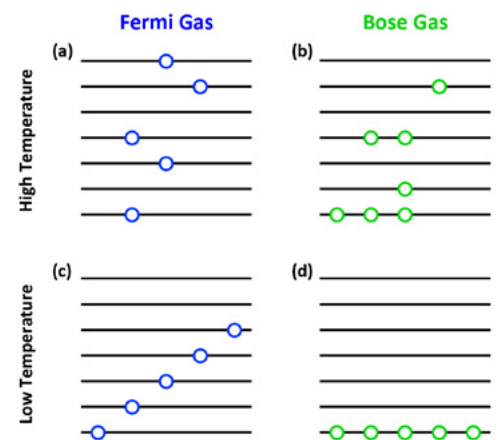 Fermi Gas
Bose Gas
(a)
(b)
High Temperature
(c)
(d)
Low Temperature